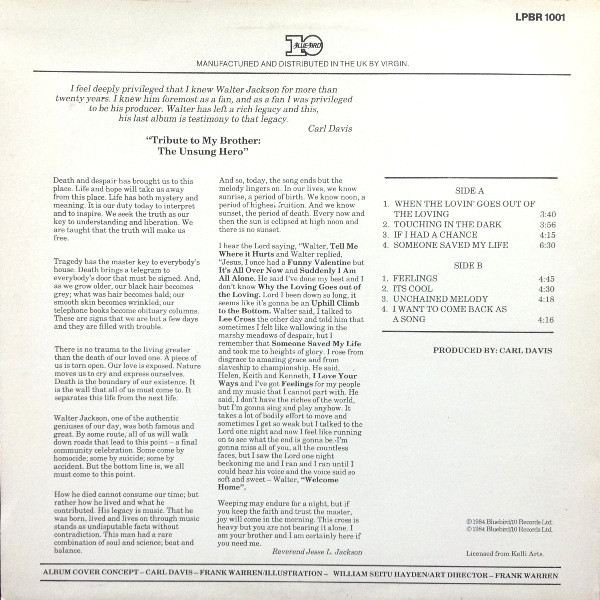 LPBR 1001
10
BLUEBIRD
MANUFACTURED AND DISTRIBUTED IN THE UK BY VIRGIN.
I feel deeply privileged that I knew Walter Jackson for more than
twenty years. I knew him foremost as a fan, and as a fan I was privileged
to be his producer. Walter has left a rich legacy and this,
his last album is testimony to that legacy.
Carl Davis
"Tribute to My Brother:
The Unsung Hero"
Death and despair has brought us to this
place. Life and hope will take us away
from this place. Life has both mystery and
meaning. It is our duty today to interpret
and to inspire. We seek the truth as our
key to understanding and liberation. We
are taught that the truth will make us
free.
Tragedy has the master key to everybody's
house. Death brings a telegram to
everybody's door that must be signed. And,
as we grow older, our black hair becomes
grey; what was hair becomes bald; our
smooth skin becomes wrinkled; our
telephone books become obituary columns.
These are signs that we are but a few days
and they are filled with trouble.
There is no trauma to the living greater
than the death of our loved one. A piece of
us is torn open. Our love is exposed. Nature
moves us to cry and express ourselves.
Death is the boundary of our existence. It
is the wall that all of us must come to. It
separates this life from the next life.
Walter Jackson, one of the authentic
geniuses of our day, was both famous and
great. By some route, all of us will walk
down roads that lead to this point – a final
community celebration. Some come by
homocide; some by suicide; some by
accident. But the bottom line is, we all
must come to this point.
How he died cannot consume our time; but
rather how he lived and what he
contributed. His legacy is music. That he
was born, lived and lives on through music
stands as undisputable facts without
contradiction. This man had a rare
combination of soul and science; beat and
balance.
And so, today, the song ends but the
melody lingers on. In our lives, we know
sunrise, a period of birth. We know noon, a
period of highes. fruition. And we know
sunset, the period of death. Every now and
then the sun is eclipsed at high noon and
there is no sunset.
I hear the Lord saying, "Walter, Tell Me
Where it Hurts and Walter replied,
"Jesus, I once had a Funny Valentine but
It's All Over Now and Suddenly I Am
All Alone. He said I've done my best and I
don't know Why the Loving Goes out of
the Loving. Lord I been down so long, it
seems like it's gonna be an Uphill Climb
to the Bottom. Walter said, I talked to
Lee Cross the other day and told him that
sometimes I felt like wallowing in the
marshy meadows of despair, but I
remember that Someone Saved My Life
and took me to heights of glory. I rose from
disgrace to amazing grace and from
slaveship to championship. He said,
Helen, Keith and Kenneth, I Love Your
Ways and I've got Feelings for my people
and my music that I cannot part with. He
said, I don't have the riches of the world,
but I'm gonna sing and play anyhow. It
takes a lot of bodily effort to move and
sometimes I get so weak but I talked to the
Lord one night and now I feel like running
on to see what the end is gonna be. I'm
gonna miss all of you, all the countless
faces, but I saw the Lord one night
beckoning me and I ran and I ran until I
could hear his voice and the voice said so
soft and sweet – Walter, "Welcome
Home".
Weeping may endure for a night, but if
you keep the faith and trust the master,
joy will come in the morning. This cross is
heavy but you are not bearing it alone. I
am your brother and I am certainly here if
you need me.
Reverend Jesse L. Jackson
SIDE A
1. WHEN THE LOVIN' GOES OUT OF
THE LOVING 3:40
2. TOUCHING IN THE DARK 3:56
3. IF I HAD A CHANCE 4:15
4. SOMEONE SAVED MY LIFE 6:30
SIDE B
1. FEELINGS 4:45
2. ITS COOL 4:30
3. UNCHAINED MELODY 4:18
4. I WANT TO COME BACK AS
A SONG 4:16
PRODUCED BY: CARL DAVIS
℗ 1984 Bluebird/10 Records Ltd.
© 1984 Bluebird/10 Records Ltd.
Licensed from Kelli Arts.
ALBUM COVER CONCEPT – CARL DAVIS – FRANK WARREN/ILLUSTRATION – WILLIAM SEITU HAYDEN/ART DIRECTOR – FRANK WARREN